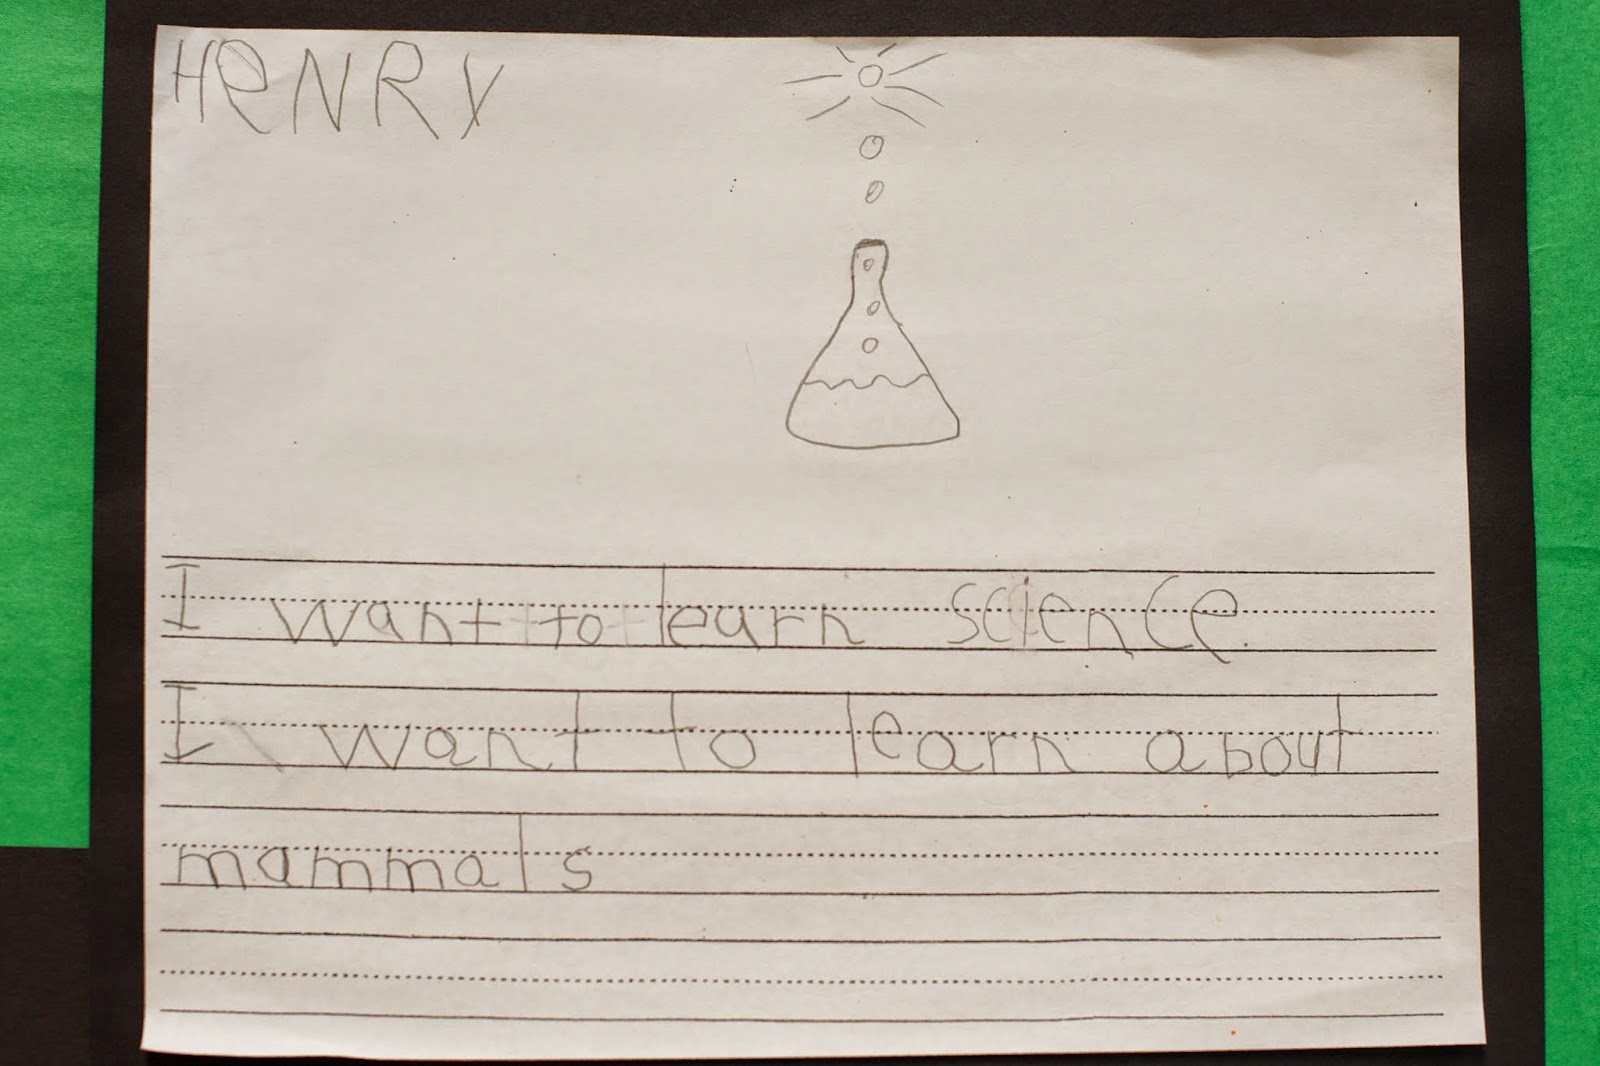 HENRY
I want to learn science.
I want to learn about
mammals